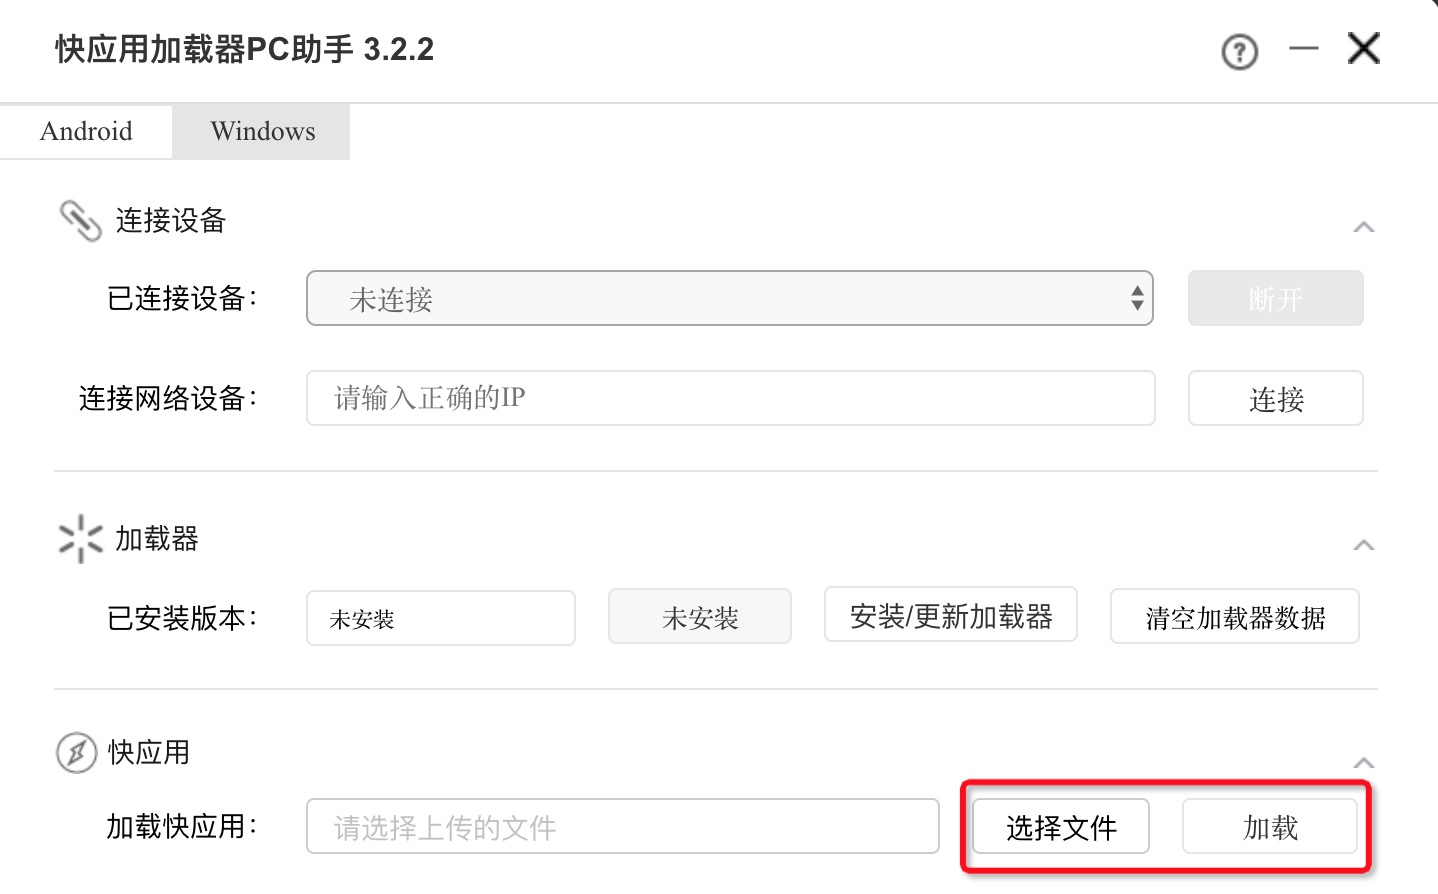 快应用加载器PC助手 3.2.2
Android Windows
连接设备
已连接设备： 未连接 断开
连接网络设备： 请输入正确的IP 连接
加载器
已安装版本： 未安装 未安装 安装/更新加载器 清空加载器数据
快应用
加载快应用： 请选择上传的文件 选择文件 加载